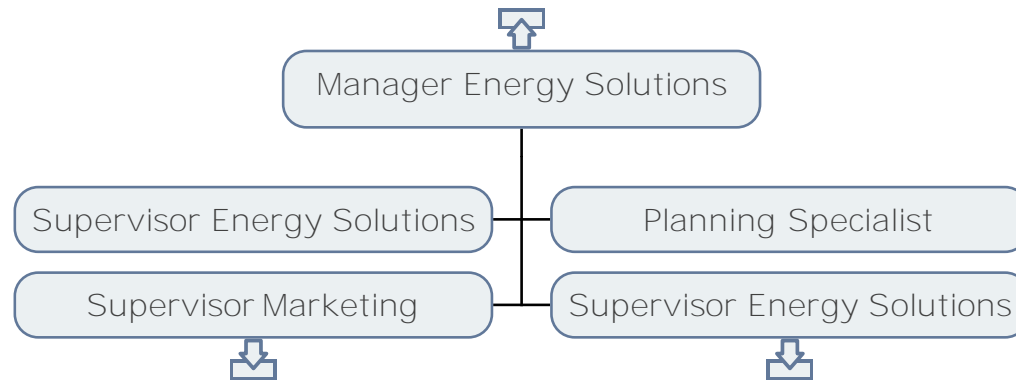 Manager Energy Solutions
Supervisor Energy Solutions
Planning Specialist
Supervisor Marketing
Supervisor Energy Solutions